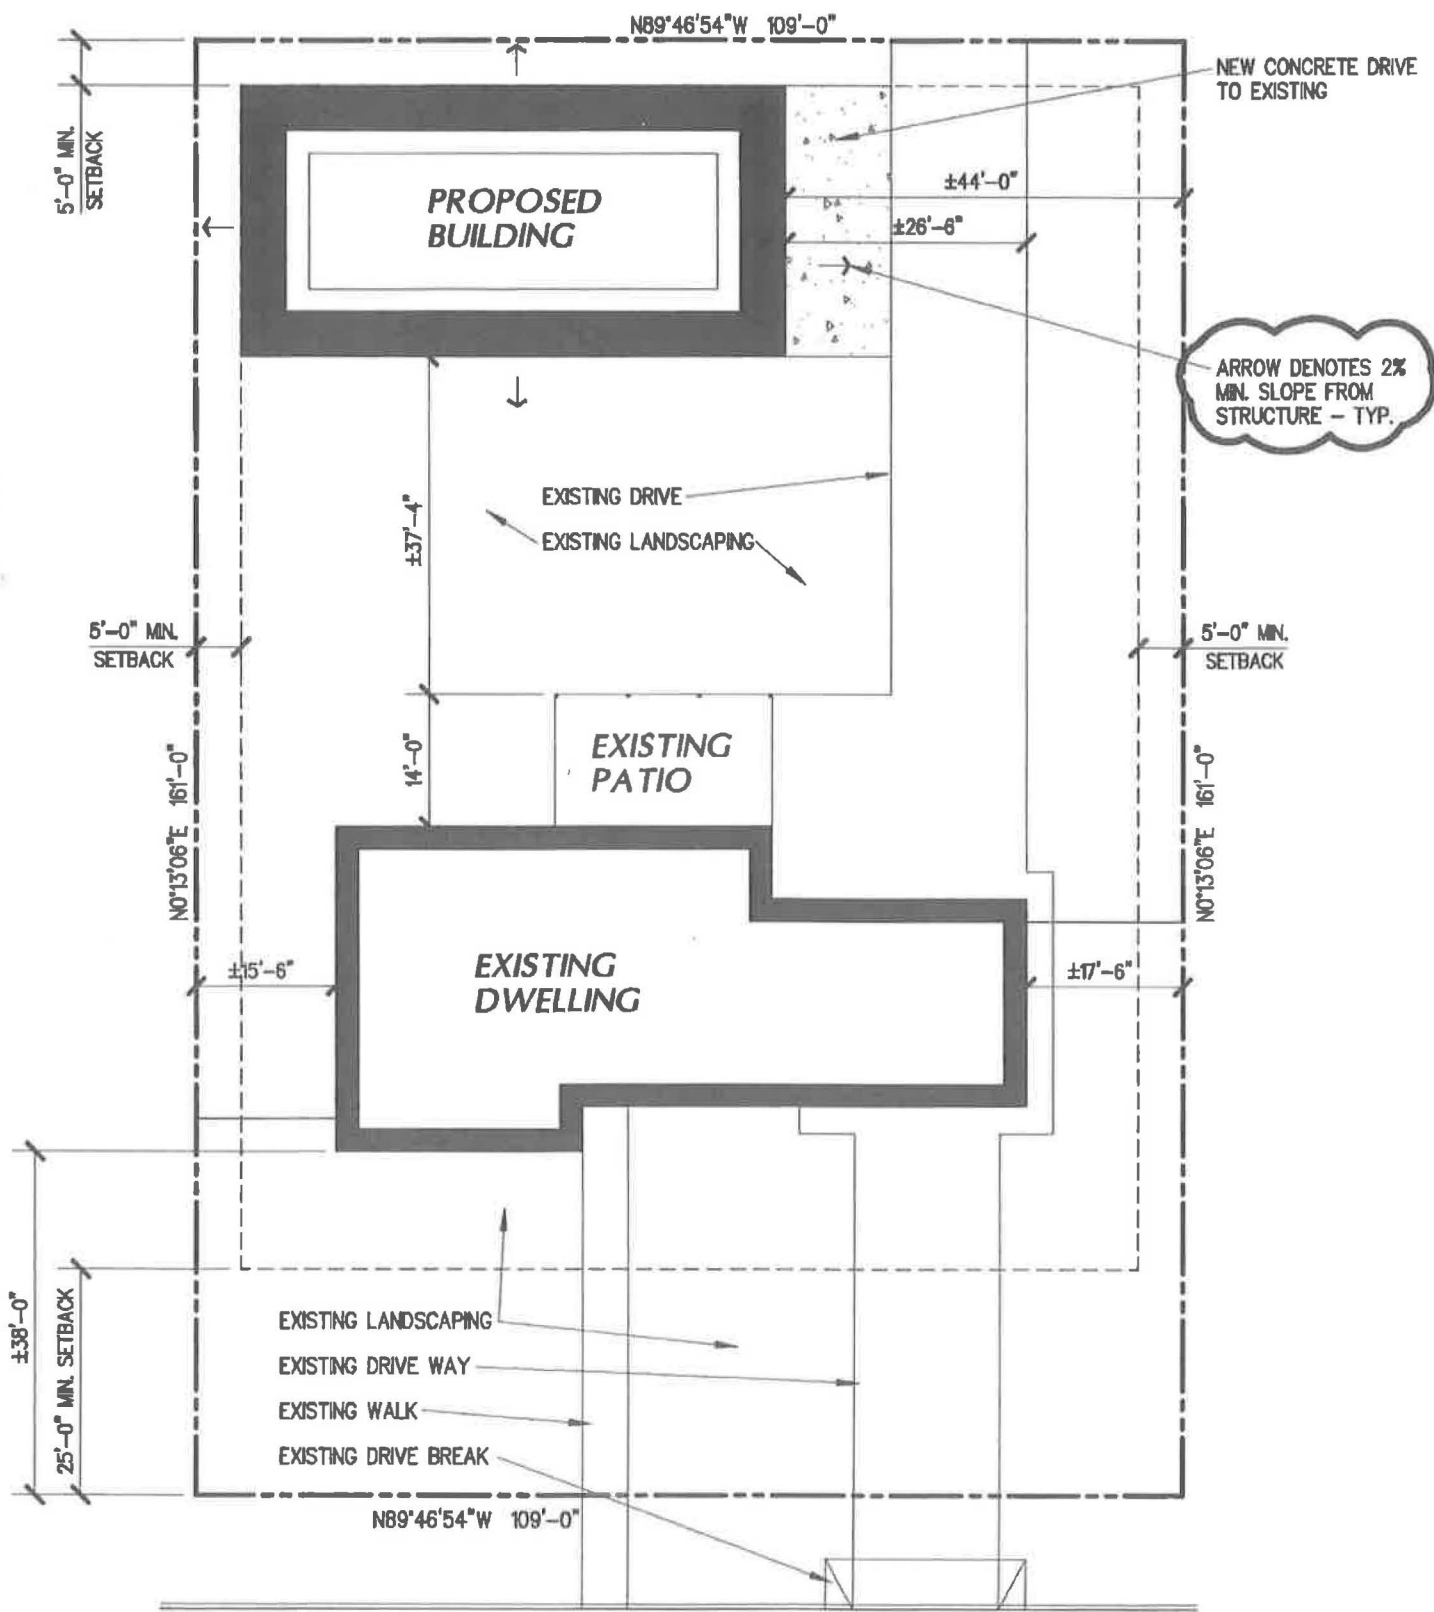 N89°46'54"W 109'-0"
NEW CONCRETE DRIVE
TO EXISTING
5'-0" MIN.
SETBACK
PROPOSED
BUILDING
±44'-0"
±26'-6"
ARROW DENOTES 2%
MIN. SLOPE FROM
STRUCTURE - TYP.
±37'-4"
EXISTING DRIVE
EXISTING LANDSCAPING
5'-0" MIN.
SETBACK
5'-0" MIN.
SETBACK
14'-0"
EXISTING
PATIO
N0°13'06"E 161'-0"
N0°13'06"E 161'-0"
±15'-6"
EXISTING
DWELLING
±17'-6"
±38'-0"
25'-0" MIN. SETBACK
EXISTING LANDSCAPING
EXISTING DRIVE WAY
EXISTING WALK
EXISTING DRIVE BREAK
N89°46'54"W 109'-0"